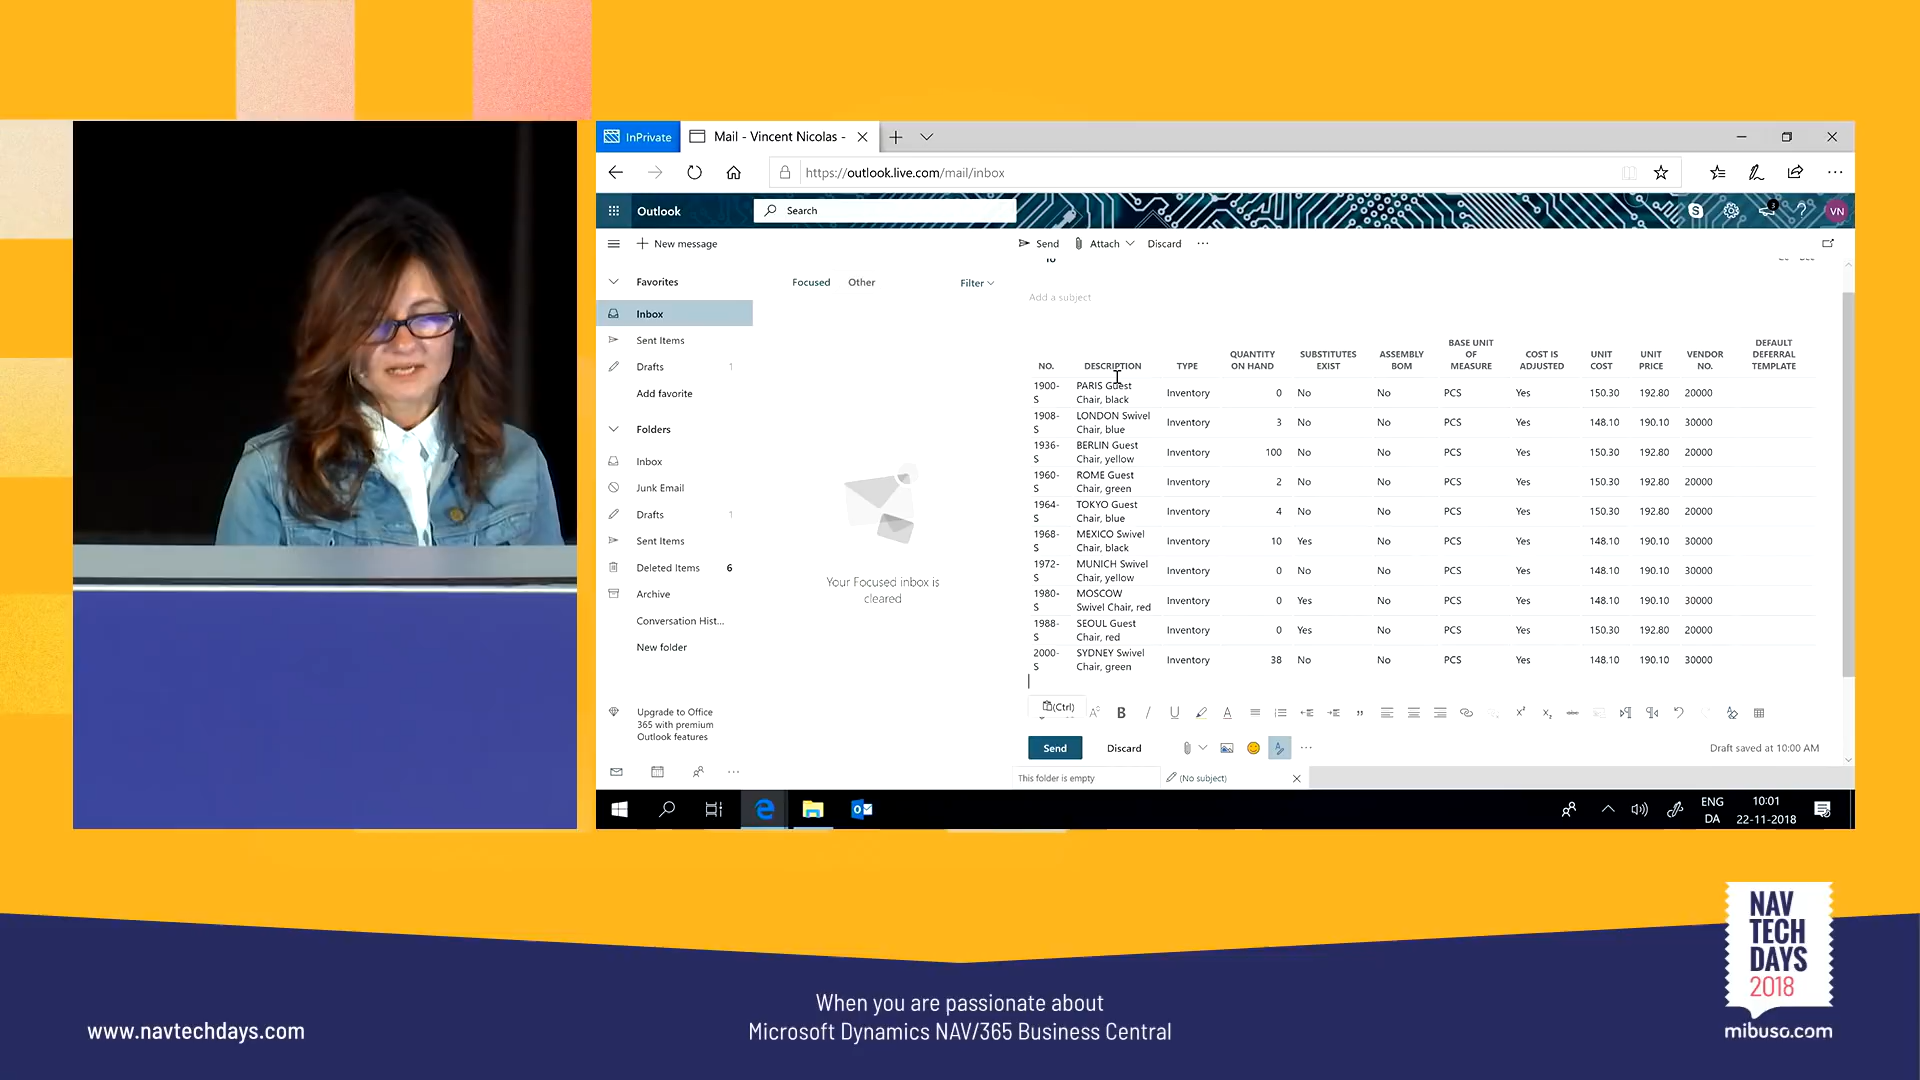 InPrivate
Mail - Vincent Nicolas -
https://outlook.live.com/mail/inbox
Outlook
Search
VN
New message
Send Attach Discard
Favorites
Inbox
Sent Items
Drafts 1
Add favorite
Folders
Inbox
Junk Email
Drafts 1
Sent Items
Deleted Items 6
Archive
Conversation Hist...
New folder
Upgrade to Office
365 with premium
Outlook features
Focused Other Filter
Your Focused inbox is
cleared
To
Add a subject
NO. DESCRIPTION TYPE QUANTITY ON HAND SUBSTITUTES EXIST ASSEMBLY BOM BASE UNIT OF MEASURE COST IS ADJUSTED UNIT COST UNIT PRICE VENDOR NO. DEFAULT DEFERRAL TEMPLATE
1900-S PARIS Guest Chair, black Inventory 0 No No PCS Yes 150.30 192.80 20000
1908-S LONDON Swivel Chair, blue Inventory 3 No No PCS Yes 148.10 190.10 30000
1936-S BERLIN Guest Chair, yellow Inventory 100 No No PCS Yes 150.30 192.80 20000
1960-S ROME Guest Chair, green Inventory 2 No No PCS Yes 150.30 192.80 20000
1964-S TOKYO Guest Chair, blue Inventory 4 No No PCS Yes 150.30 192.80 20000
1968-S MEXICO Swivel Chair, black Inventory 10 Yes No PCS Yes 148.10 190.10 30000
1972-S MUNICH Swivel Chair, yellow Inventory 0 No No PCS Yes 148.10 190.10 30000
1980-S MOSCOW Swivel Chair, red Inventory 0 Yes No PCS Yes 148.10 190.10 30000
1988-S SEOUL Guest Chair, red Inventory 0 Yes No PCS Yes 150.30 192.80 20000
2000-S SYDNEY Swivel Chair, green Inventory 38 No No PCS Yes 148.10 190.10 30000
(Ctrl)
Send Discard
Draft saved at 10:00 AM
This folder is empty
(No subject)
ENG
DA
10:01
22-11-2018
NAV
TECH
DAYS
2018
mibuso.com
www.navtechdays.com
When you are passionate about
Microsoft Dynamics NAV/365 Business Central